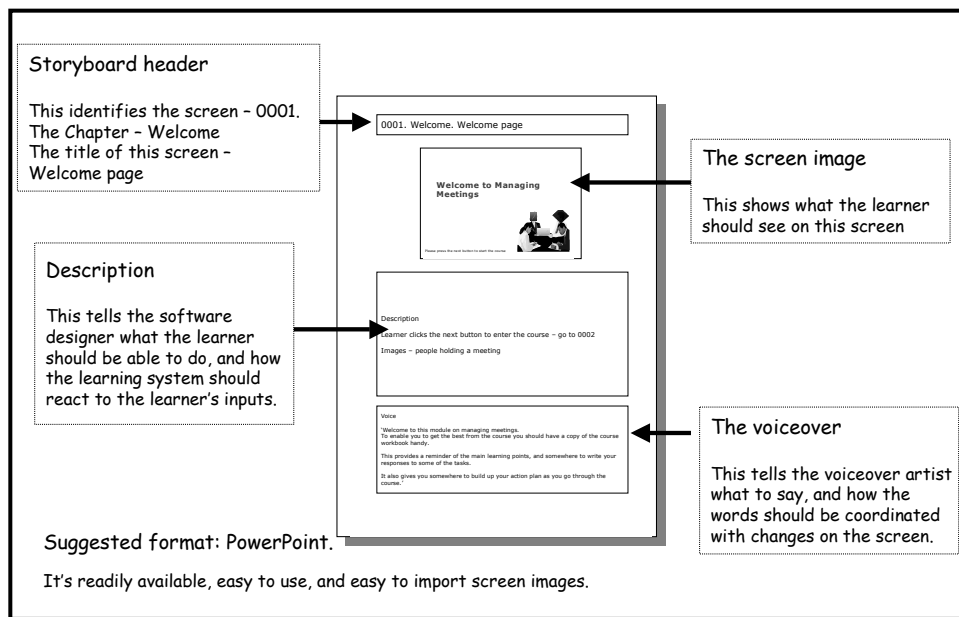 Storyboard header
This identifies the screen – 0001.
The Chapter – Welcome
The title of this screen –
Welcome page
0001. Welcome. Welcome page
Welcome to Managing
Meetings
Please press the next button to start the course
The screen image
This shows what the learner
should see on this screen
Description
This tells the software
designer what the learner
should be able to do, and how
the learning system should
react to the learner's inputs.
Description
Learner clicks the next button to enter the course – go to 0002
Images – people holding a meeting
Voice
'Welcome to this module on managing meetings.
To enable you to get the best from the course you should have a copy of the course
workbook handy.
This provides a reminder of the main learning points, and somewhere to write your
responses to some of the tasks.
It also gives you somewhere to build up your action plan as you go through the
course.'
The voiceover
This tells the voiceover artist
what to say, and how the
words should be coordinated
with changes on the screen.
Suggested format: PowerPoint.
It's readily available, easy to use, and easy to import screen images.